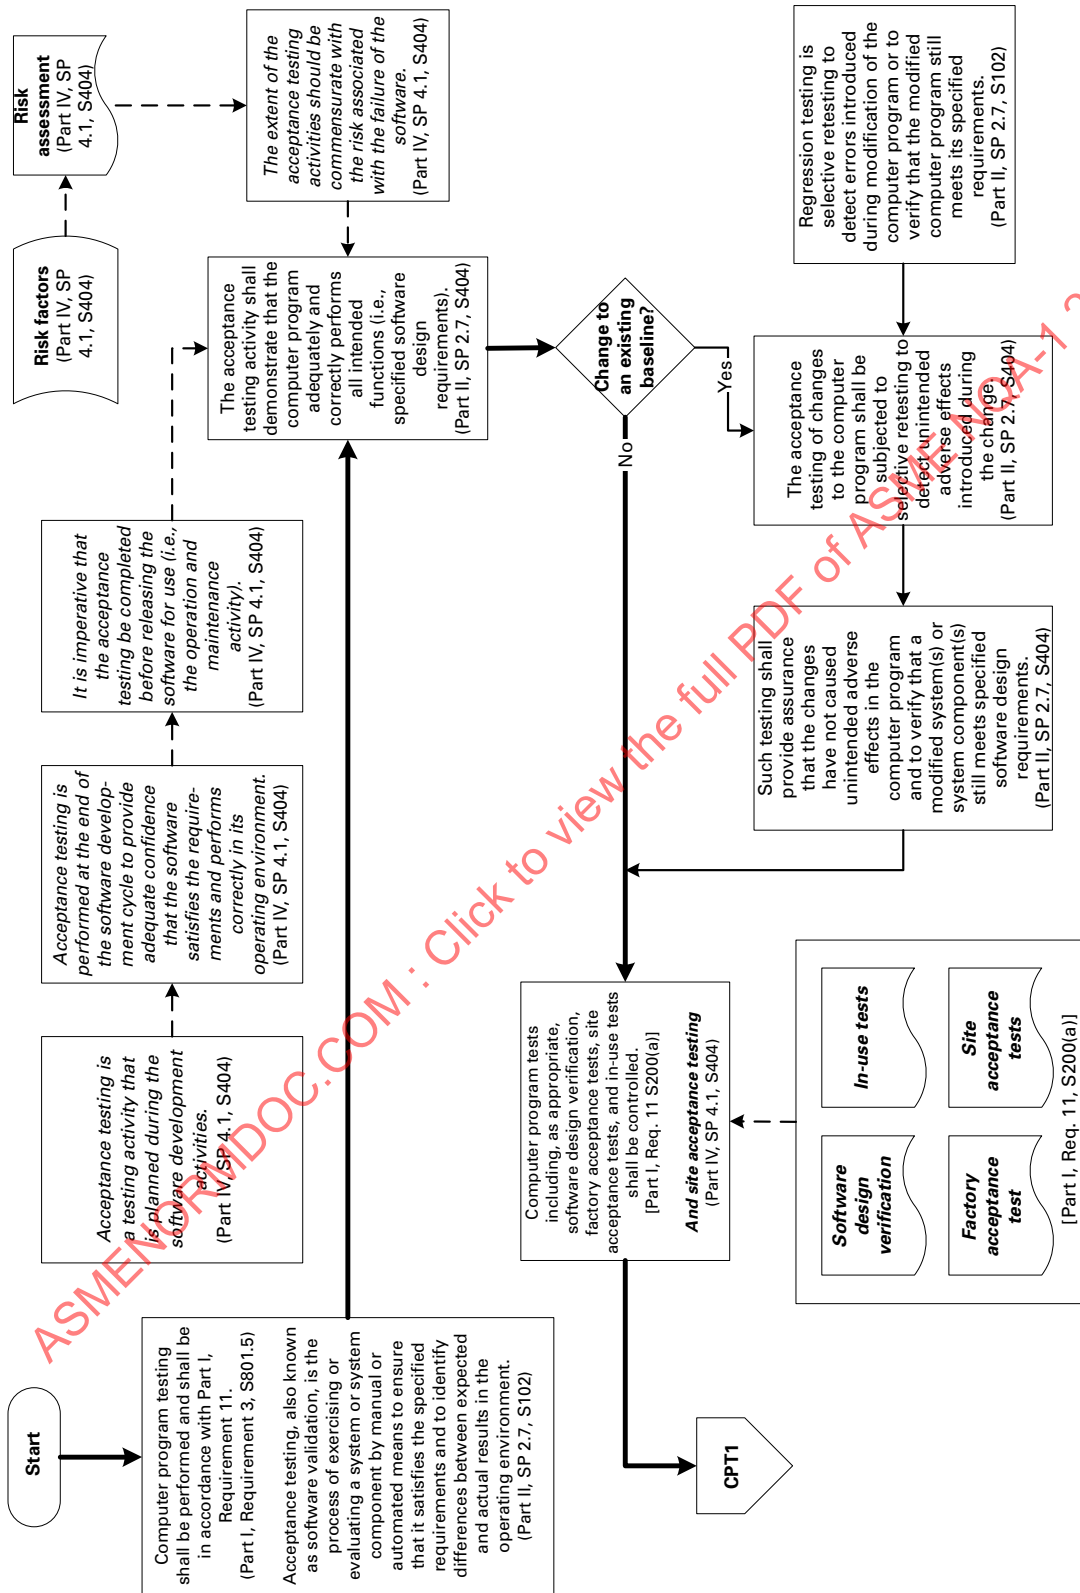 Start
Computer program testing
shall be performed and shall be
in accordance with Part I,
Requirement 11.
(Part I, Requirement 3, S801.5)
Acceptance testing, also known
as software validation, is the
process of exercising or
evaluating a system or system
component by manual or
automated means to ensure
that it satisfies the specified
requirements and to identify
differences between expected
and actual results in the
operating environment.
(Part II, SP 2.7, S102)
Acceptance testing is
a testing activity that
is planned during the
software development
activities.
(Part IV, SP 4.1, S404)
Acceptance testing is
performed at the end of
the software develop-
ment cycle to provide
adequate confidence
that the software
satisfies the require-
ments and performs
correctly in its
operating environment.
(Part IV, SP 4.1, S404)
It is imperative that
the acceptance
testing be completed
before releasing the
software for use (i.e.,
the operation and
maintenance
activity).
(Part IV, SP 4.1, S404)
Risk factors
(Part IV, SP
4.1, S404)
Risk
assessment
(Part IV, SP
4.1, S404)
The extent of the
acceptance testing
activities should be
commensurate with
the risk associated
with the failure of the
software.
(Part IV, SP 4.1, S404)
The acceptance
testing activity shall
demonstrate that the
computer program
adequately and
correctly performs
all intended
functions (i.e.,
specified software
design
requirements).
(Part II, SP 2.7, S404)
Change to
an existing
baseline?
No
Yes
Regression testing is
selective retesting to
detect errors introduced
during modification of the
computer program or to
verify that the modified
computer program still
meets its specified
requirements.
(Part II, SP 2.7, S102)
The acceptance
testing of changes
to the computer
program shall be
subjected to
selective retesting to
detect unintended
adverse effects
introduced during
the change.
(Part II, SP 2.7, S404)
Such testing shall
provide assurance
that the changes
have not caused
unintended adverse
effects in the
computer program
and to verify that a
modified system(s) or
system component(s)
still meets specified
software design
requirements.
(Part II, SP 2.7, S404)
Computer program tests
including, as appropriate,
software design verification,
factory acceptance tests, site
acceptance tests, and in-use tests
shall be controlled.
[Part I, Req. 11 S200(a)]
And site acceptance testing
(Part IV, SP 4.1, S404)
Software
design
verification
In-use tests
Factory
acceptance
test
Site
acceptance
tests
[Part I, Req. 11, S200(a)]
CPT1
ASMENORMDOC.COM : Click to view the full PDF of ASME NQA-1